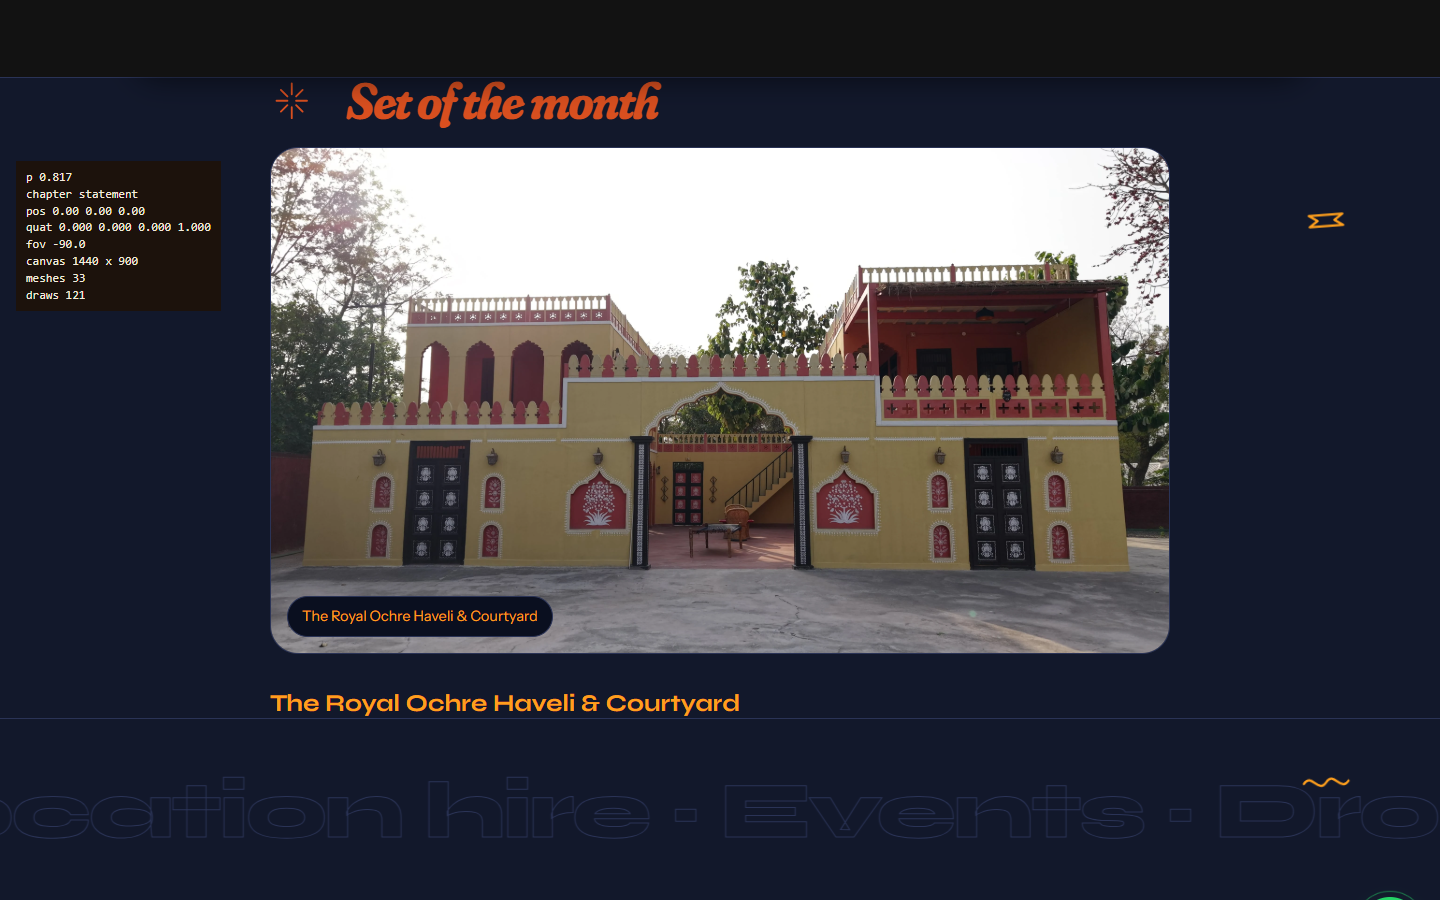 Set of the month
p 0.817
chapter statement
pos 0.00 0.00 0.00
quat 0.000 0.000 0.000 1.000
fov -90.0
canvas 1440 x 900
meshes 33
draws 121
The Royal Ochre Haveli & Courtyard
The Royal Ochre Haveli & Courtyard
ocation hire · Events · Dro